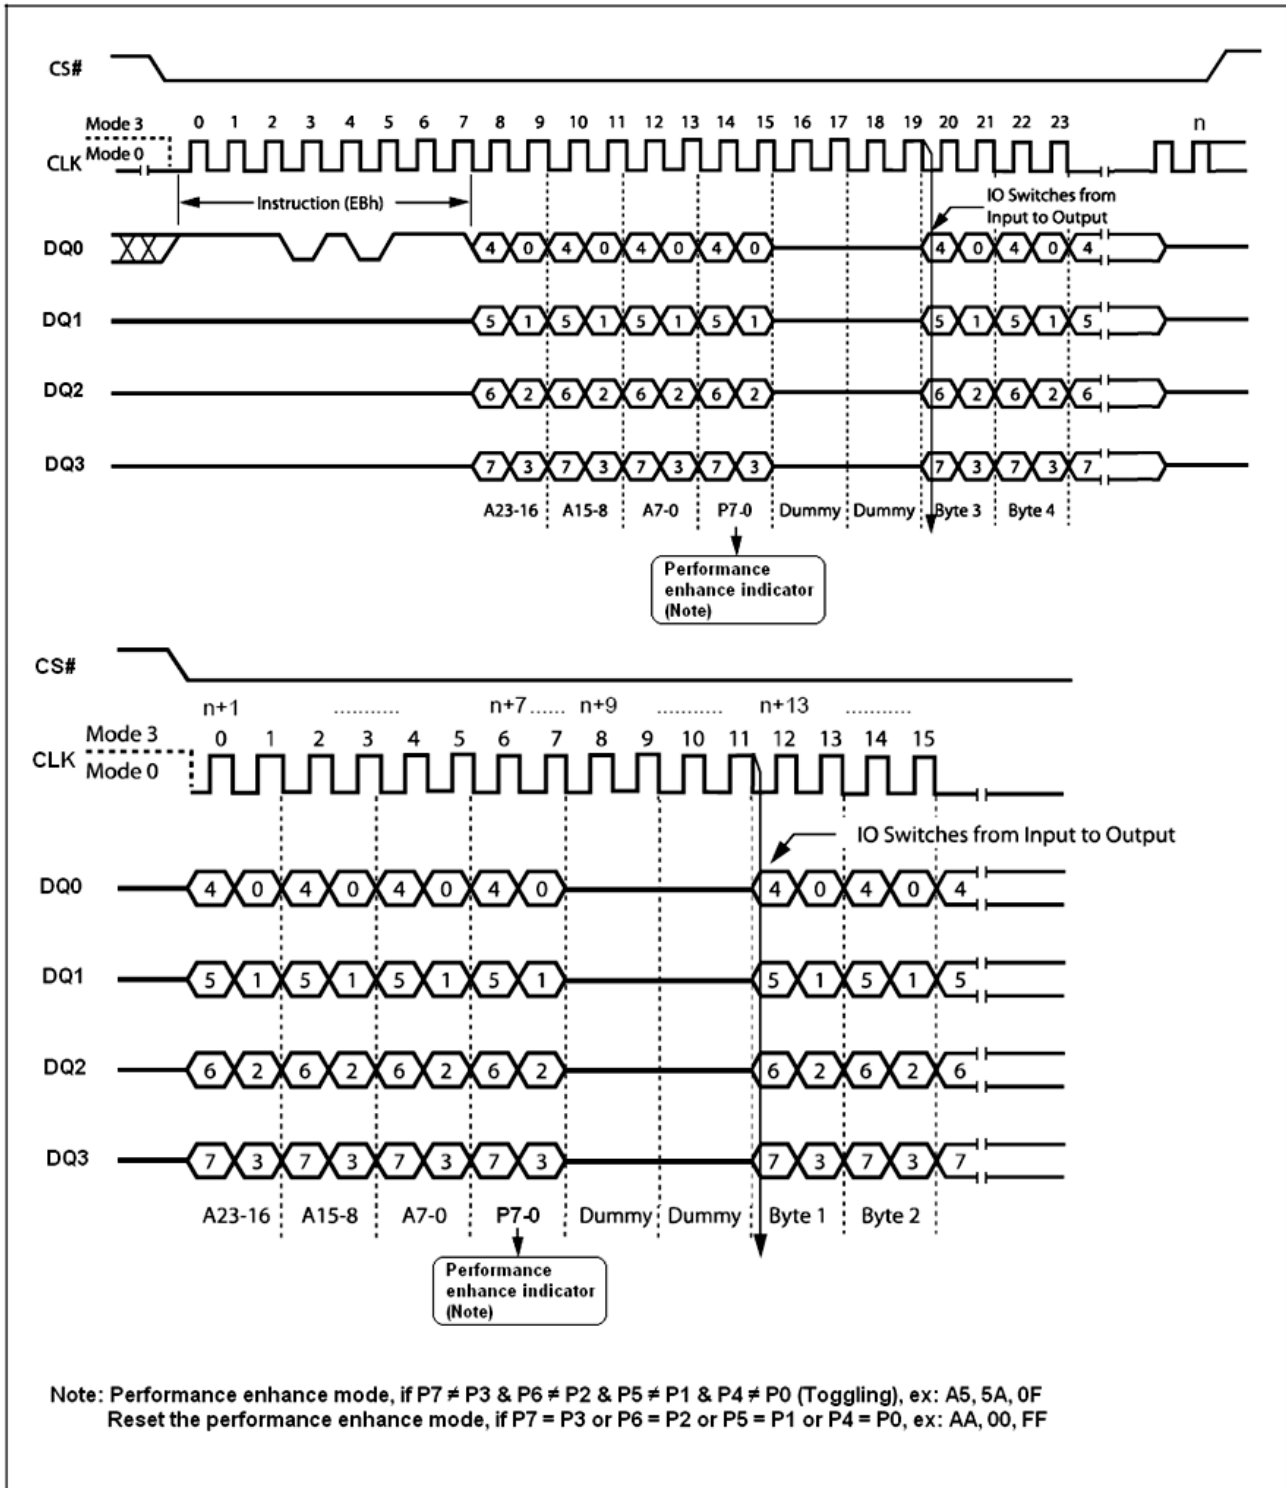 CS#
Mode 3
0 1 2 3 4 5 6 7 8 9 10 11 12 13 14 15 16 17 18 19 20 21 22 23 n
CLK
Mode 0
Instruction (EBh)
IO Switches from
Input to Output
DQ0 4 0 4 0 4 0 4 0 4 0 4 0 4
DQ1 5 1 5 1 5 1 5 1 5 1 5 1 5
DQ2 6 2 6 2 6 2 6 2 6 2 6 2 6
DQ3 7 3 7 3 7 3 7 3 7 3 7 3 7
A23-16 A15-8 A7-0 P7-0 Dummy Dummy Byte 3 Byte 4
Performance
enhance indicator
(Note)
CS#
n+1 ........... n+7 ...... n+9 ........... n+13 ...........
Mode 3
0 1 2 3 4 5 6 7 8 9 10 11 12 13 14 15
CLK
Mode 0
IO Switches from Input to Output
DQ0 4 0 4 0 4 0 4 0 4 0 4 0 4
DQ1 5 1 5 1 5 1 5 1 5 1 5 1 5
DQ2 6 2 6 2 6 2 6 2 6 2 6 2 6
DQ3 7 3 7 3 7 3 7 3 7 3 7 3 7
A23-16 A15-8 A7-0 P7-0 Dummy Dummy Byte 1 Byte 2
Performance
enhance indicator
(Note)
Note: Performance enhance mode, if P7 ≠ P3 & P6 ≠ P2 & P5 ≠ P1 & P4 ≠ P0 (Toggling), ex: A5, 5A, 0F
Reset the performance enhance mode, if P7 = P3 or P6 = P2 or P5 = P1 or P4 = P0, ex: AA, 00, FF